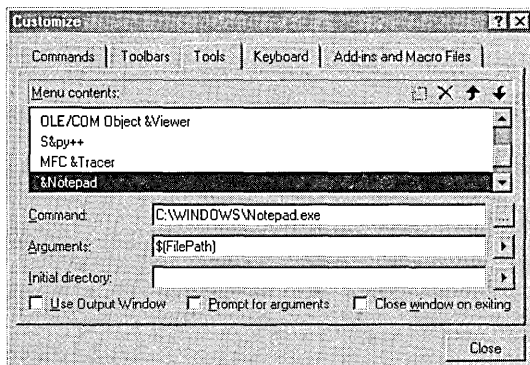 Customize
Commands Toolbars Tools Keyboard Add-ins and Macro Files
Menu contents:
OLE/COM Object &Viewer
S&py++
MFC &Tracer
&Notepad
Command: C:\WINDOWS\Notepad.exe ...
Arguments: $(FilePath)
Initial directory:
Use Output Window Prompt for arguments Close window on exiting
Close